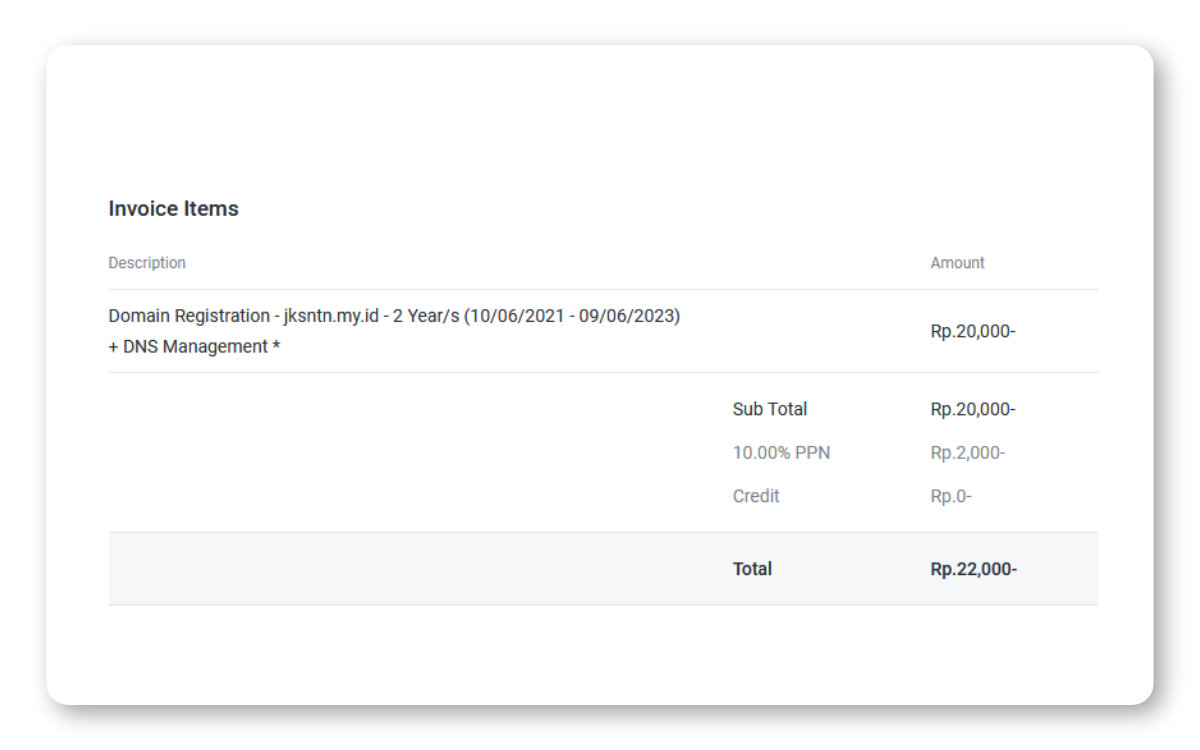 Invoice Items
Description Amount
Domain Registration - jksntn.my.id - 2 Year/s (10/06/2021 - 09/06/2023)
+ DNS Management *
Rp.20,000-
Sub Total Rp.20,000-
10.00% PPN Rp.2,000-
Credit Rp.0-
Total Rp.22,000-